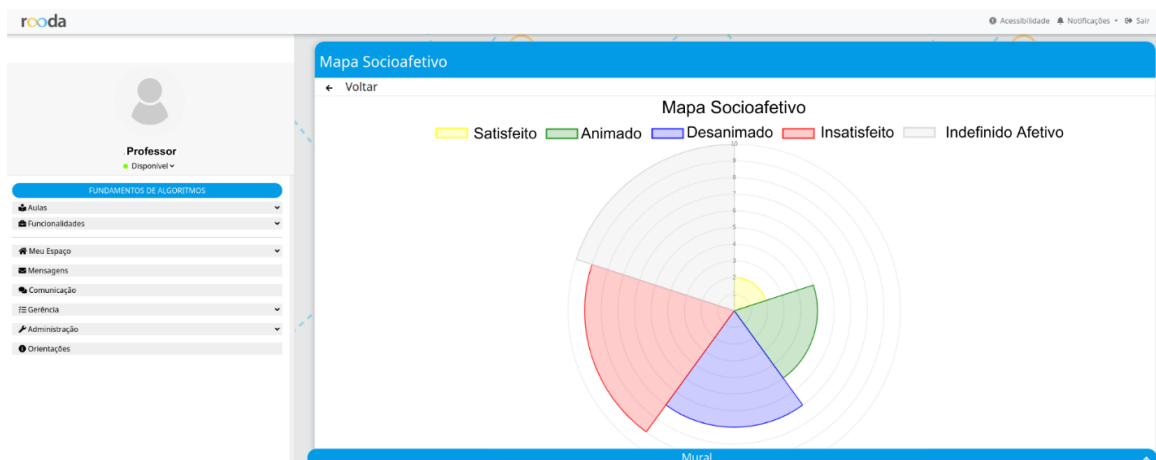 rooda
Acessibilidade Notificações Sair
Professor
Disponível
FUNDAMENTOS DE ALGORITMOS
Aulas
Funcionalidades
Meu Espaço
Mensagens
Comunicação
Gerência
Administração
Orientações
Mapa Socioafetivo
Voltar
Mapa Socioafetivo
Satisfeito Animado Desanimado Insatisfeito Indefinido Afetivo
10
9
8
7
6
5
4
3
2
1
Mural